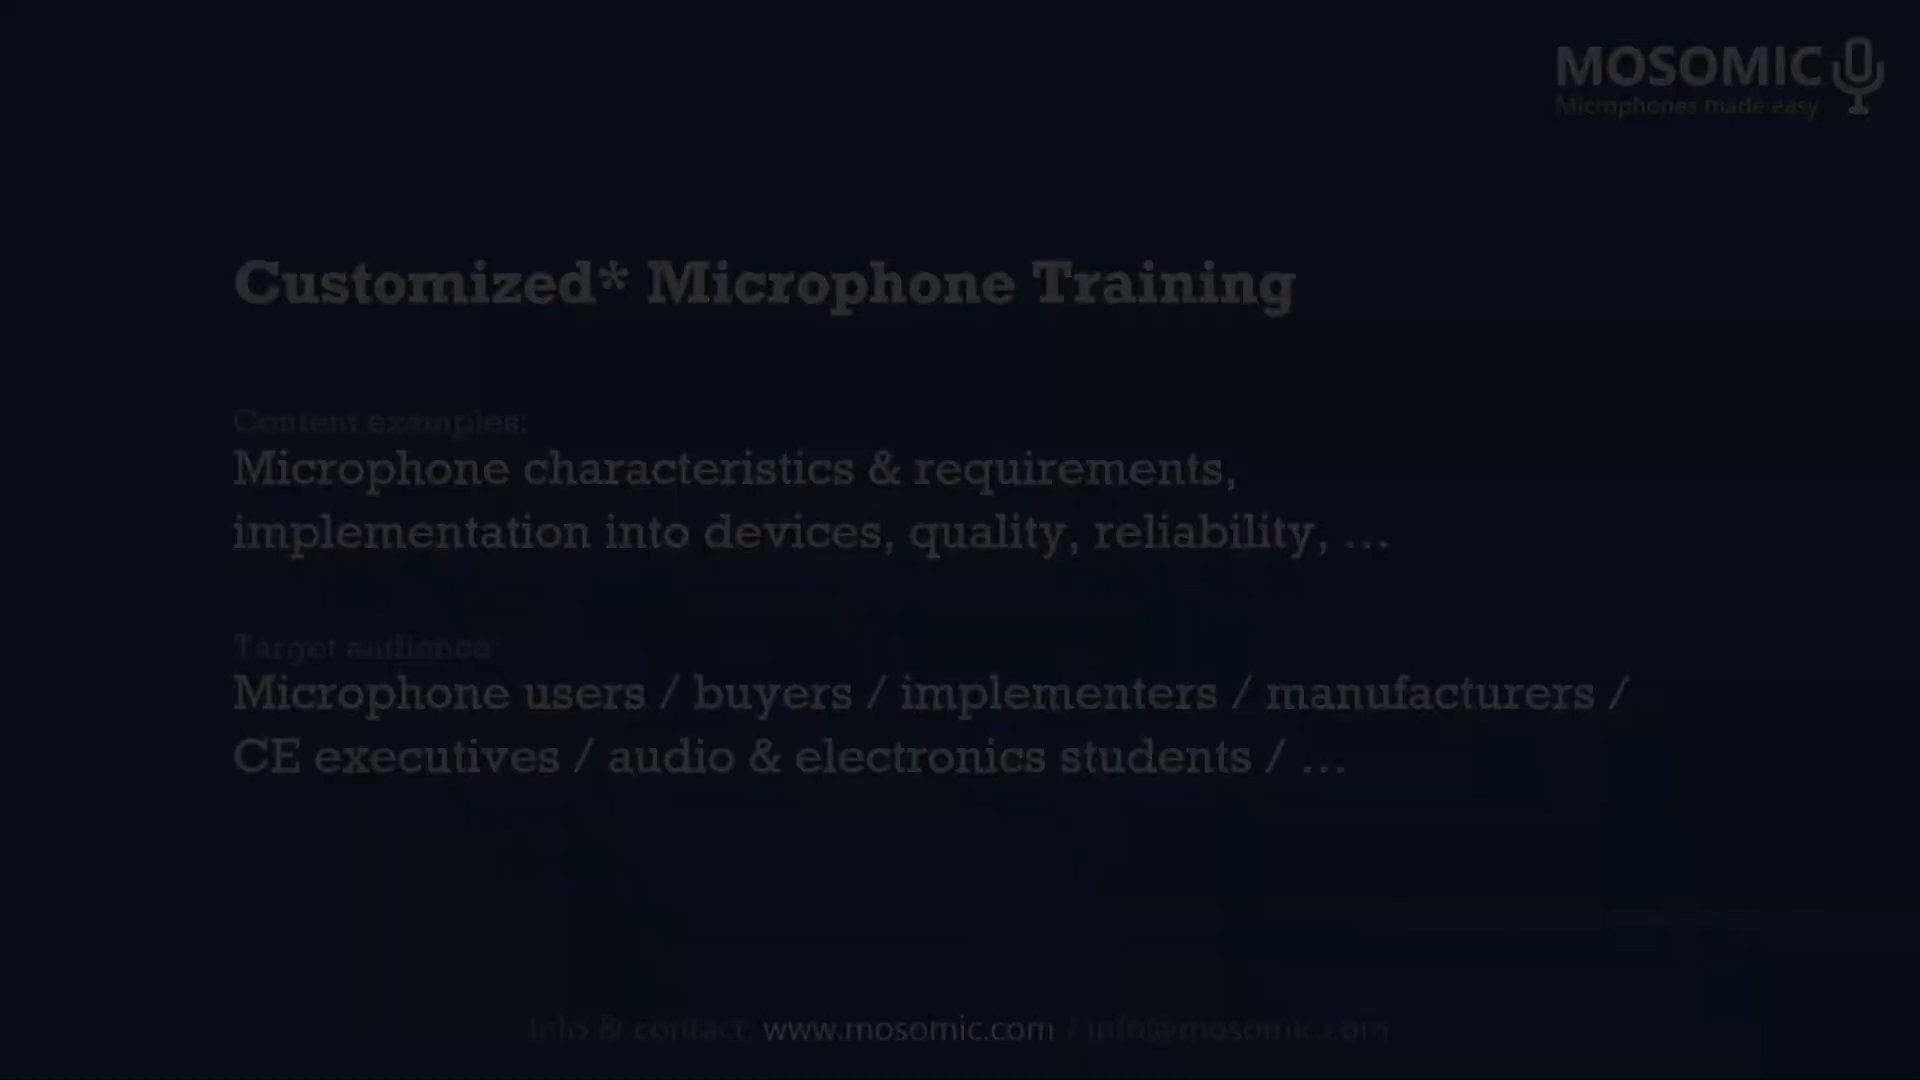 MOSOMIC
Microphones made easy
Customized* Microphone Training
Content examples:
Microphone characteristics & requirements,
implementation into devices, quality, reliability, ...
Target audience:
Microphone users / buyers / implementers / manufacturers /
CE executives / audio & electronics students / ...
Info & contact: www.mosomic.com / info@mosomic.com